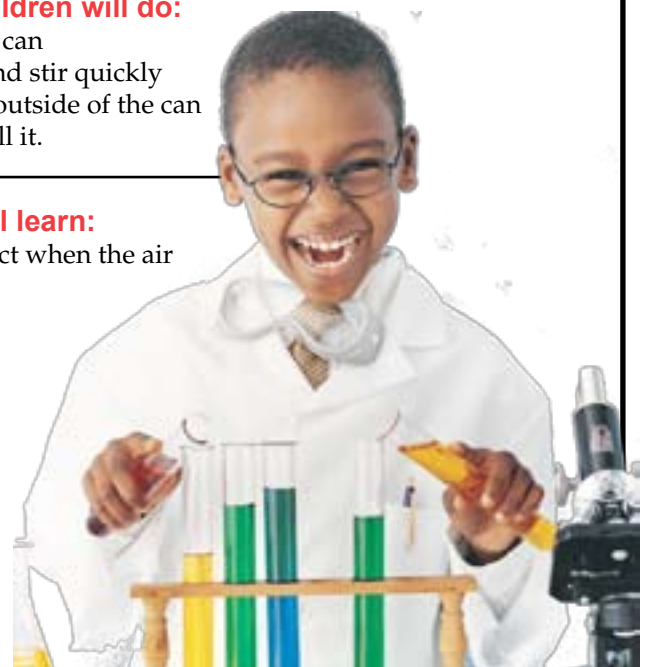 ldren will do:
can
nd stir quickly
outside of the can
ll it.
l learn:
ct when the air